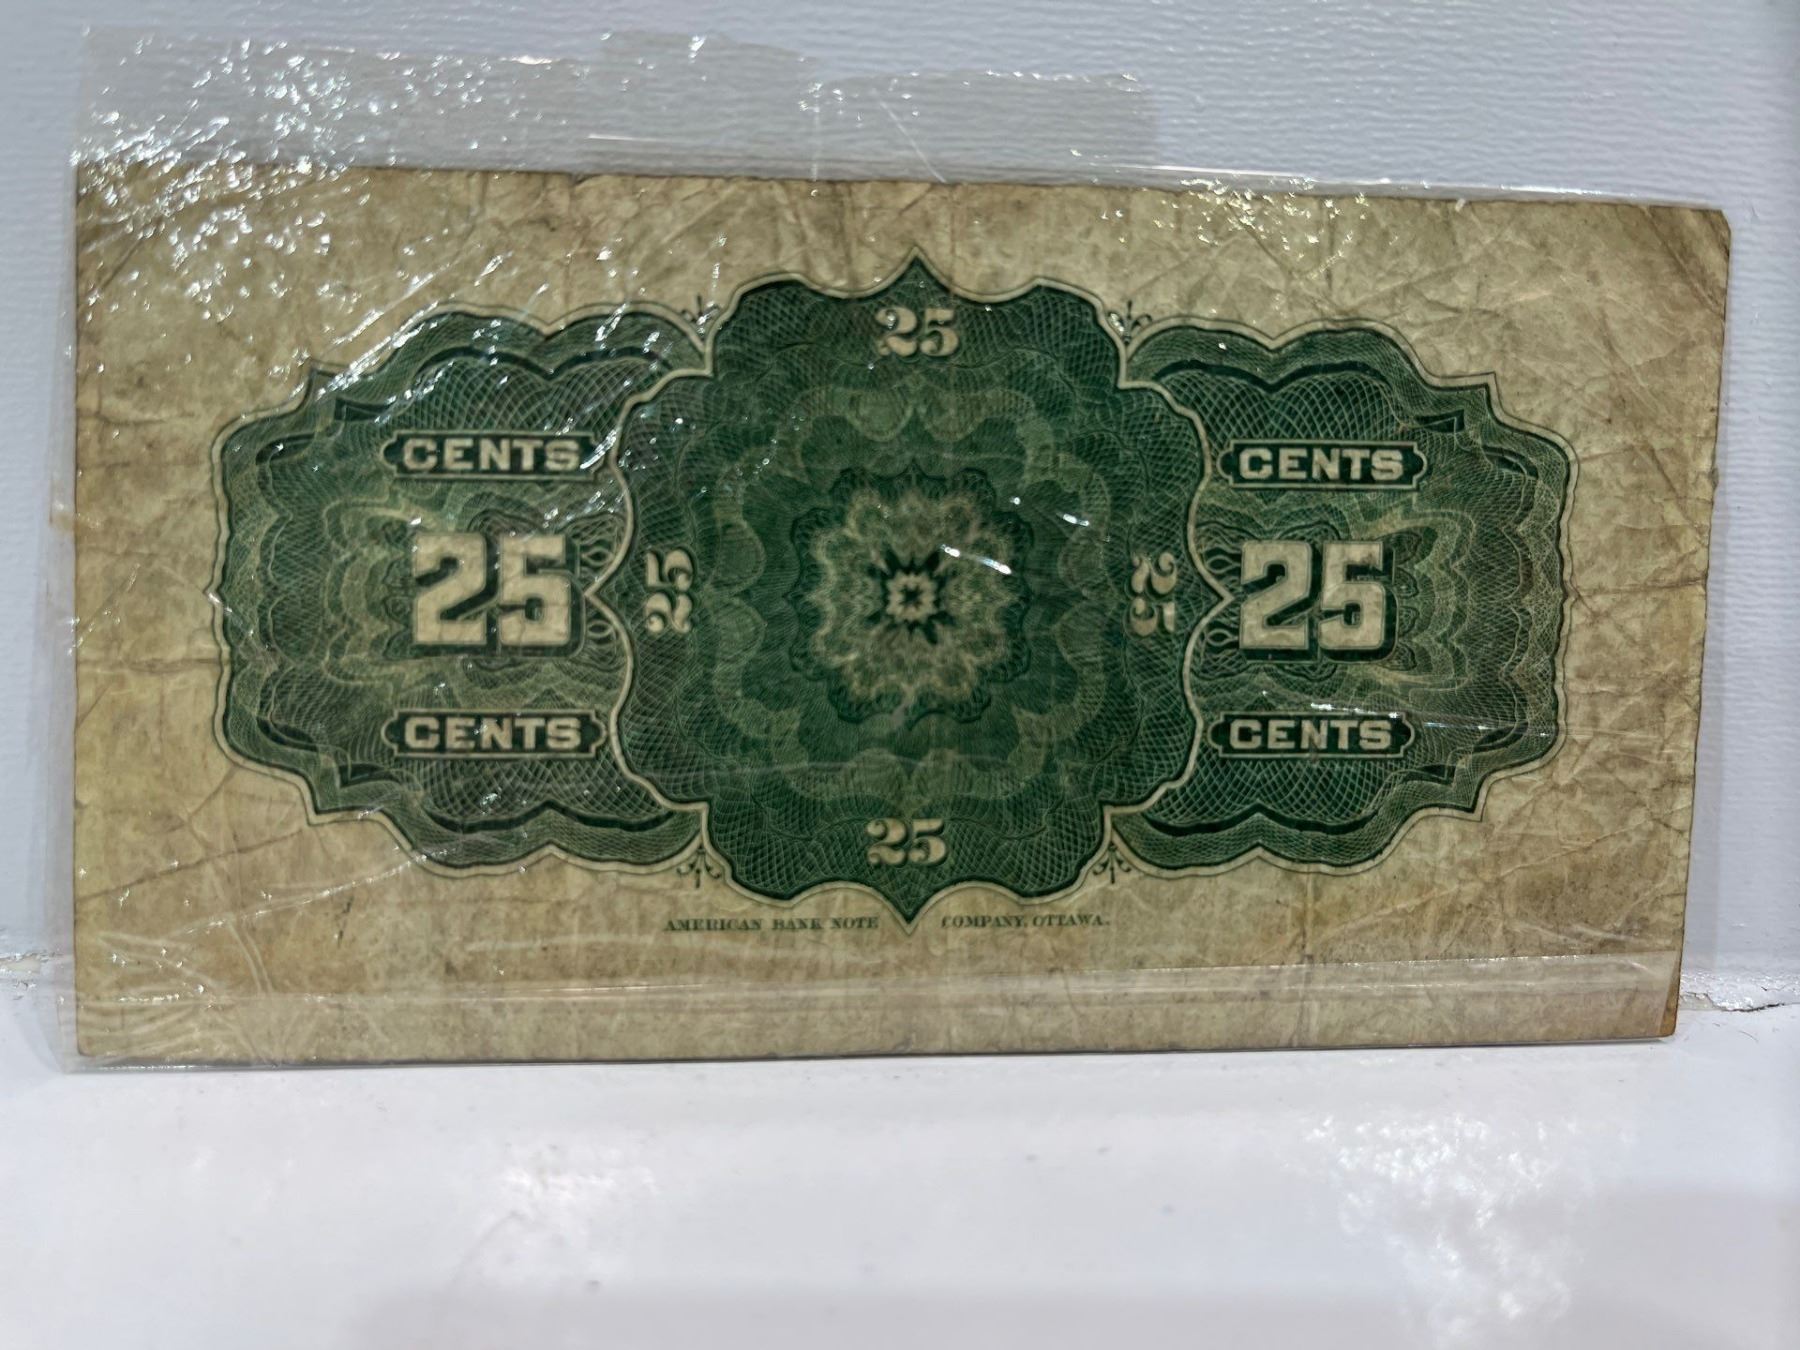 25
CENTS CENTS
25 25 25 25
CENTS CENTS
25
AMERICAN BANK NOTE COMPANY, OTTAWA.